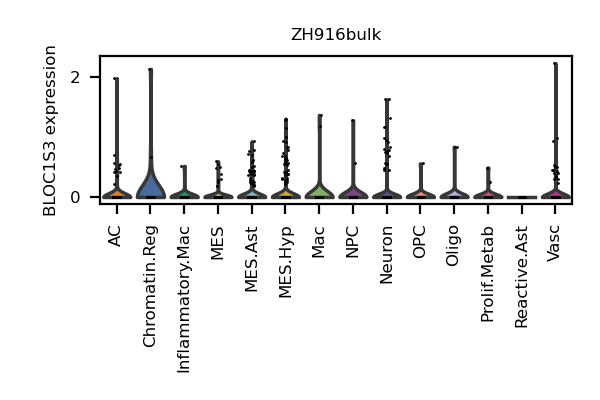 ZH916bulk
BLOC1S3 expression
2
0
AC
Chromatin.Reg
Inflammatory.Mac
MES
MES.Ast
MES.Hyp
Mac
NPC
Neuron
OPC
Oligo
Prolif.Metab
Reactive.Ast
Vasc